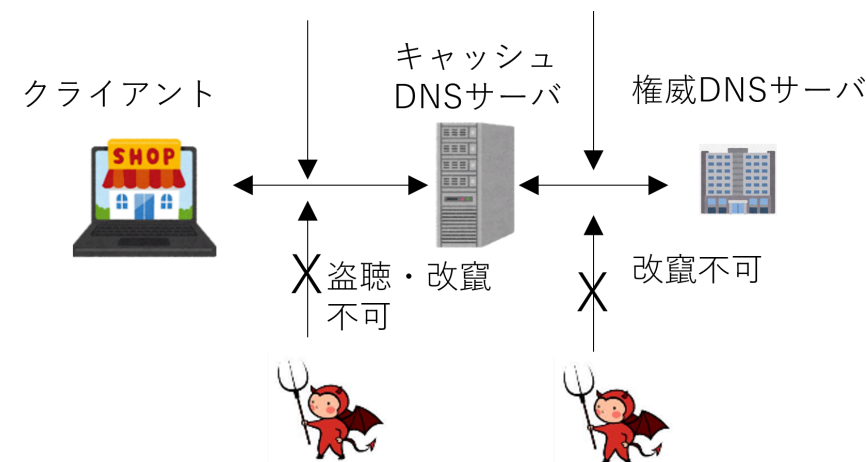 クライアント
キャッシュ
DNSサーバ
権威DNSサーバ
SHOP
X
盗聴・改竄
不可
X
改竄不可